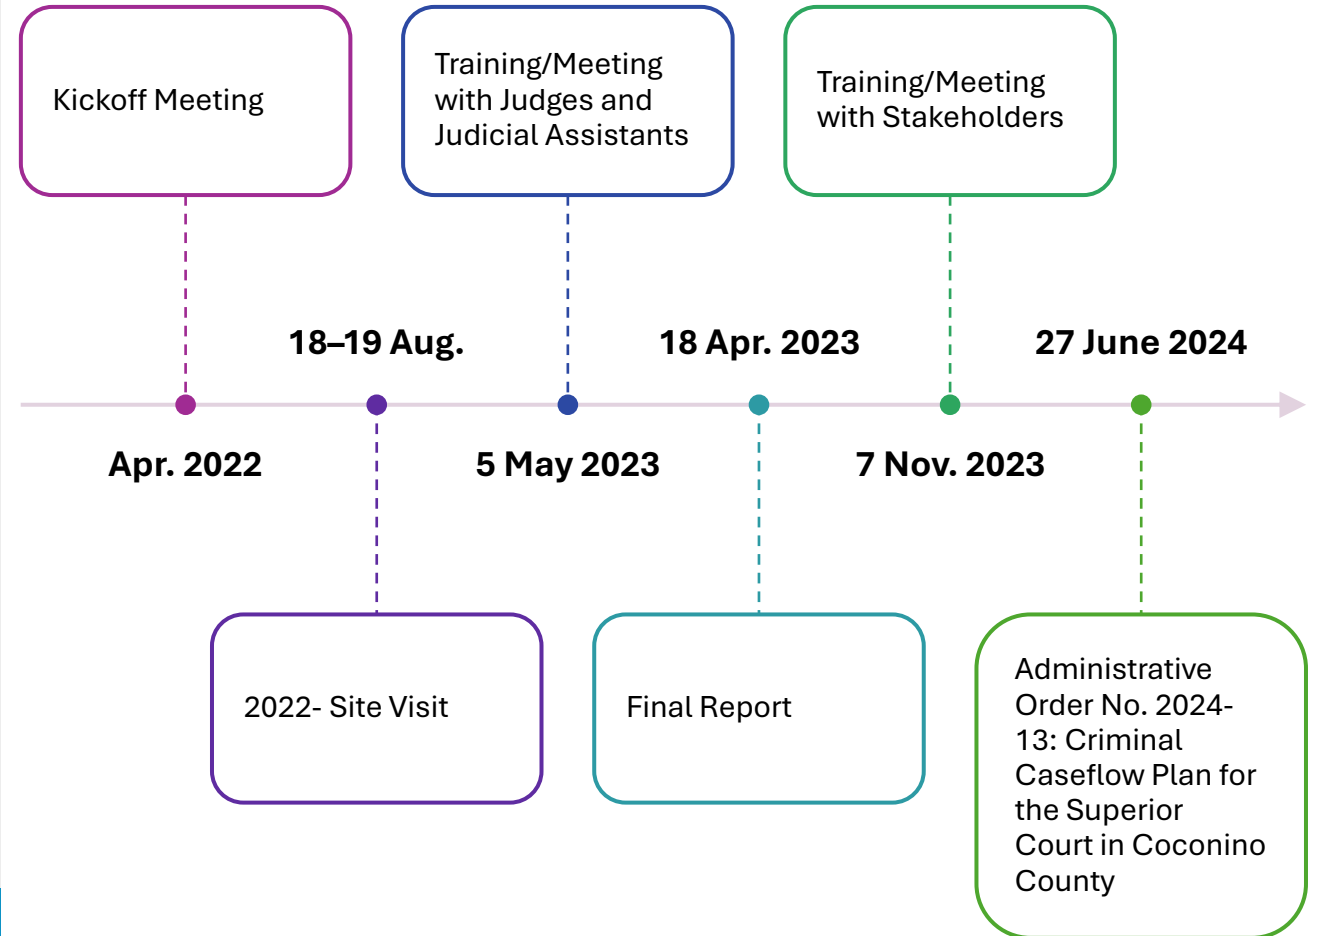 Kickoff Meeting
Training/Meeting
with Judges and
Judicial Assistants
Training/Meeting
with Stakeholders
18–19 Aug.
18 Apr. 2023
27 June 2024
Apr. 2022
5 May 2023
7 Nov. 2023
2022- Site Visit
Final Report
Administrative
Order No. 2024-
13: Criminal
Caseflow Plan for
the Superior
Court in Coconino
County